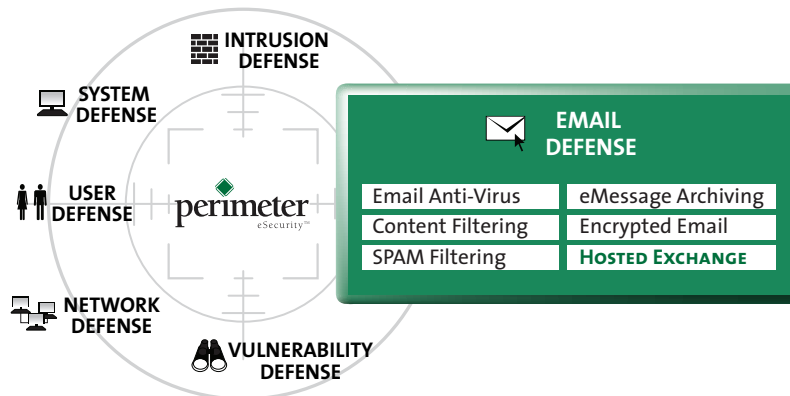 INTRUSION
DEFENSE
SYSTEM
DEFENSE
USER
DEFENSE
NETWORK
DEFENSE
VULNERABILITY
DEFENSE
perimeter
eSecurity™
EMAIL
DEFENSE
Email Anti-Virus
eMessage Archiving
Content Filtering
Encrypted Email
SPAM Filtering
HOSTED EXCHANGE